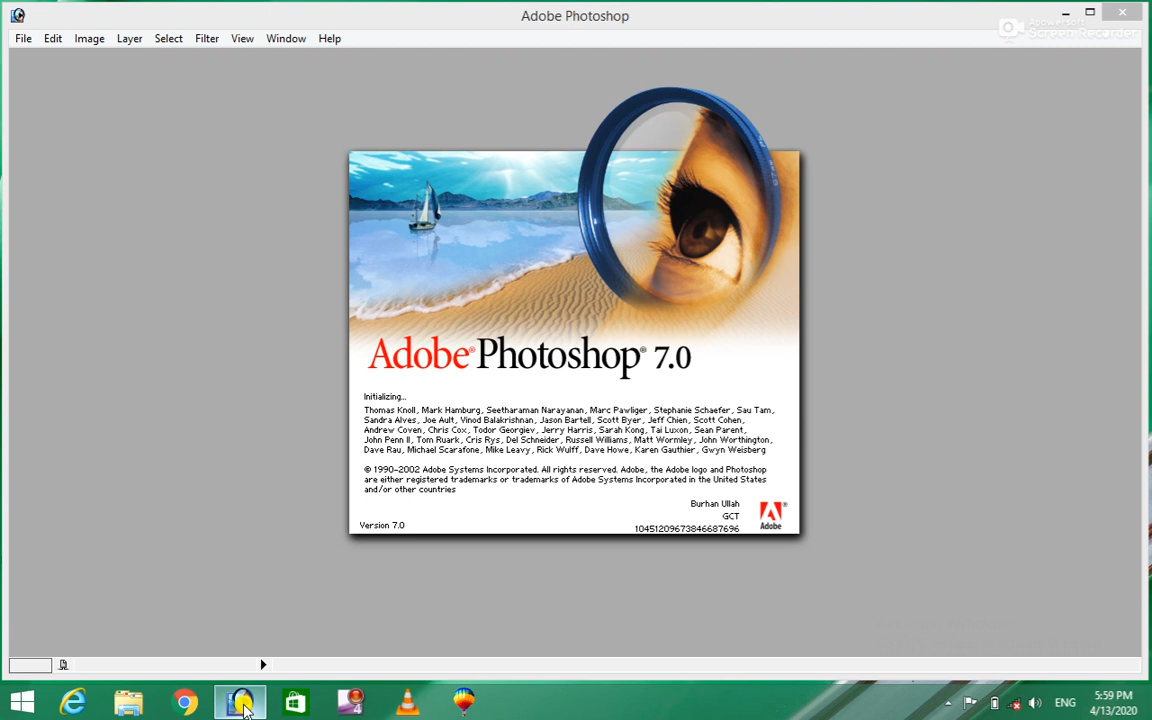 Adobe Photoshop
Apowersoft
Screen Recorder
File Edit Image Layer Select Filter View Window Help
Adobe® Photoshop® 7.0
Initializing...
Thomas Knoll, Mark Hamburg, Seetharaman Narayanan, Marc Pawliger, Stephanie Schaefer, Sau Tam,
Sandra Alves, Joe Ault, Vinod Balakrishnan, Jason Bartell, Scott Byer, Jeff Chien, Scott Cohen,
Andrew Coven, Chris Cox, Todor Georgiev, Jerry Harris, Sarah Kong, Tai Luxon, Sean Parent,
John Penn II, Tom Ruark, Cris Rys, Del Schneider, Russell Williams, Matt Wormley, John Worthington,
Dave Rau, Michael Scarafone, Mike Leavy, Rick Wulff, Dave Howe, Karen Gauthier, Gwyn Weisberg
© 1990-2002 Adobe Systems Incorporated. All rights reserved. Adobe, the Adobe logo and Photoshop
are either registered trademarks or trademarks of Adobe Systems Incorporated in the United States
and/or other countries
Burhan Ullah
GCT
Version 7.0
10451209673846687696
Adobe
4
ENG
5:59 PM
4/13/2020